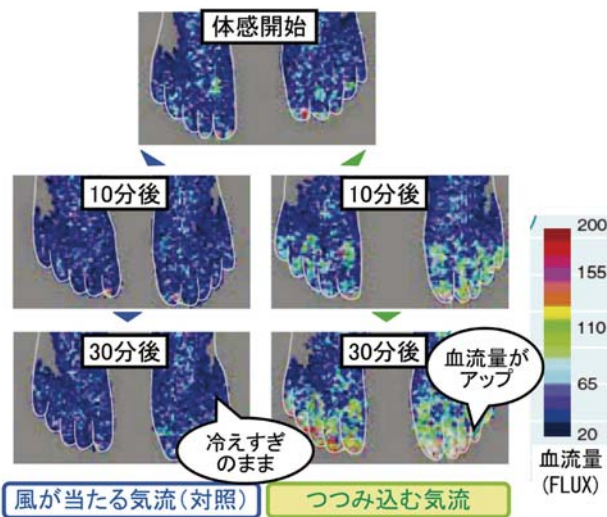 体感開始
10分後
10分後
30分後
30分後
血流量が
アップ
冷えすぎ
のまま
風が当たる気流(対照)
つつみ込む気流
200
155
110
65
20
血流量
(FLUX)